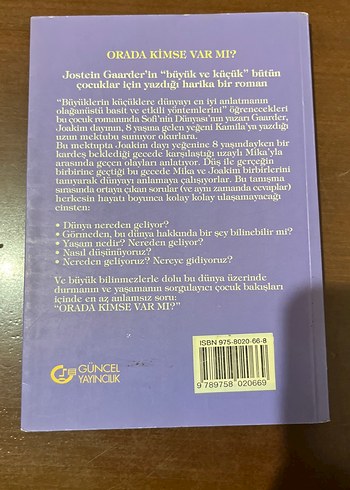 ORADA KİMSE VAR MI?
Jostein Gaarder'in "büyük ve küçük" bütün
çocuklar için yazdığı harika bir roman
"Büyüklerin küçüklere dünyayı en iyi anlatmanın
olağanüstü basit ve etkili yöntemlerini" öğrenecekleri
bu çocuk romanında Sofi'nin Dünyası'nın yazarı Gaarder,
Joakim dayının, 8 yaşına gelen yeğeni Kamila'ya yazdığı
uzun mektubu sunuyor okurlara.
Bu mektupta Joakim dayı yeğenine 8 yaşındayken bir
kardeş beklediği gecede karşılaştığı uzaylı Mika'yla
arasında geçen olayları anlatıyor. Düş ile gerçeğin
birbirine geçtiği bu gecede Mika ve Joakim birbirlerini
tanıyarak dünyayı anlamaya çalışıyorlar. Bu tanışma
sırasında ortaya çıkan sorular (ve aynı zamanda cevaplar)
herkesin hayatı boyunca kolay kolay ulaşamayacağı
cinsten:
• Dünya nereden geliyor?
• Görmeden, bu dünya hakkında bir şey bilinebilir mi?
• Yaşam nedir? Nereden geliyor?
• Nasıl düşünüyoruz?
• Nereden geliyoruz? Nereye gidiyoruz?
Ve büyük bilinmezlerle dolu bu dünya üzerinde
durmanın ve yaşamanın sorgulayıcı çocuk bakışları
içinde en az anlamsız soru:
"ORADA KİMSE VAR MI?"
ISBN 975-8020-66-8
9 789758 020669
GÜNCEL
YAYINCILIK